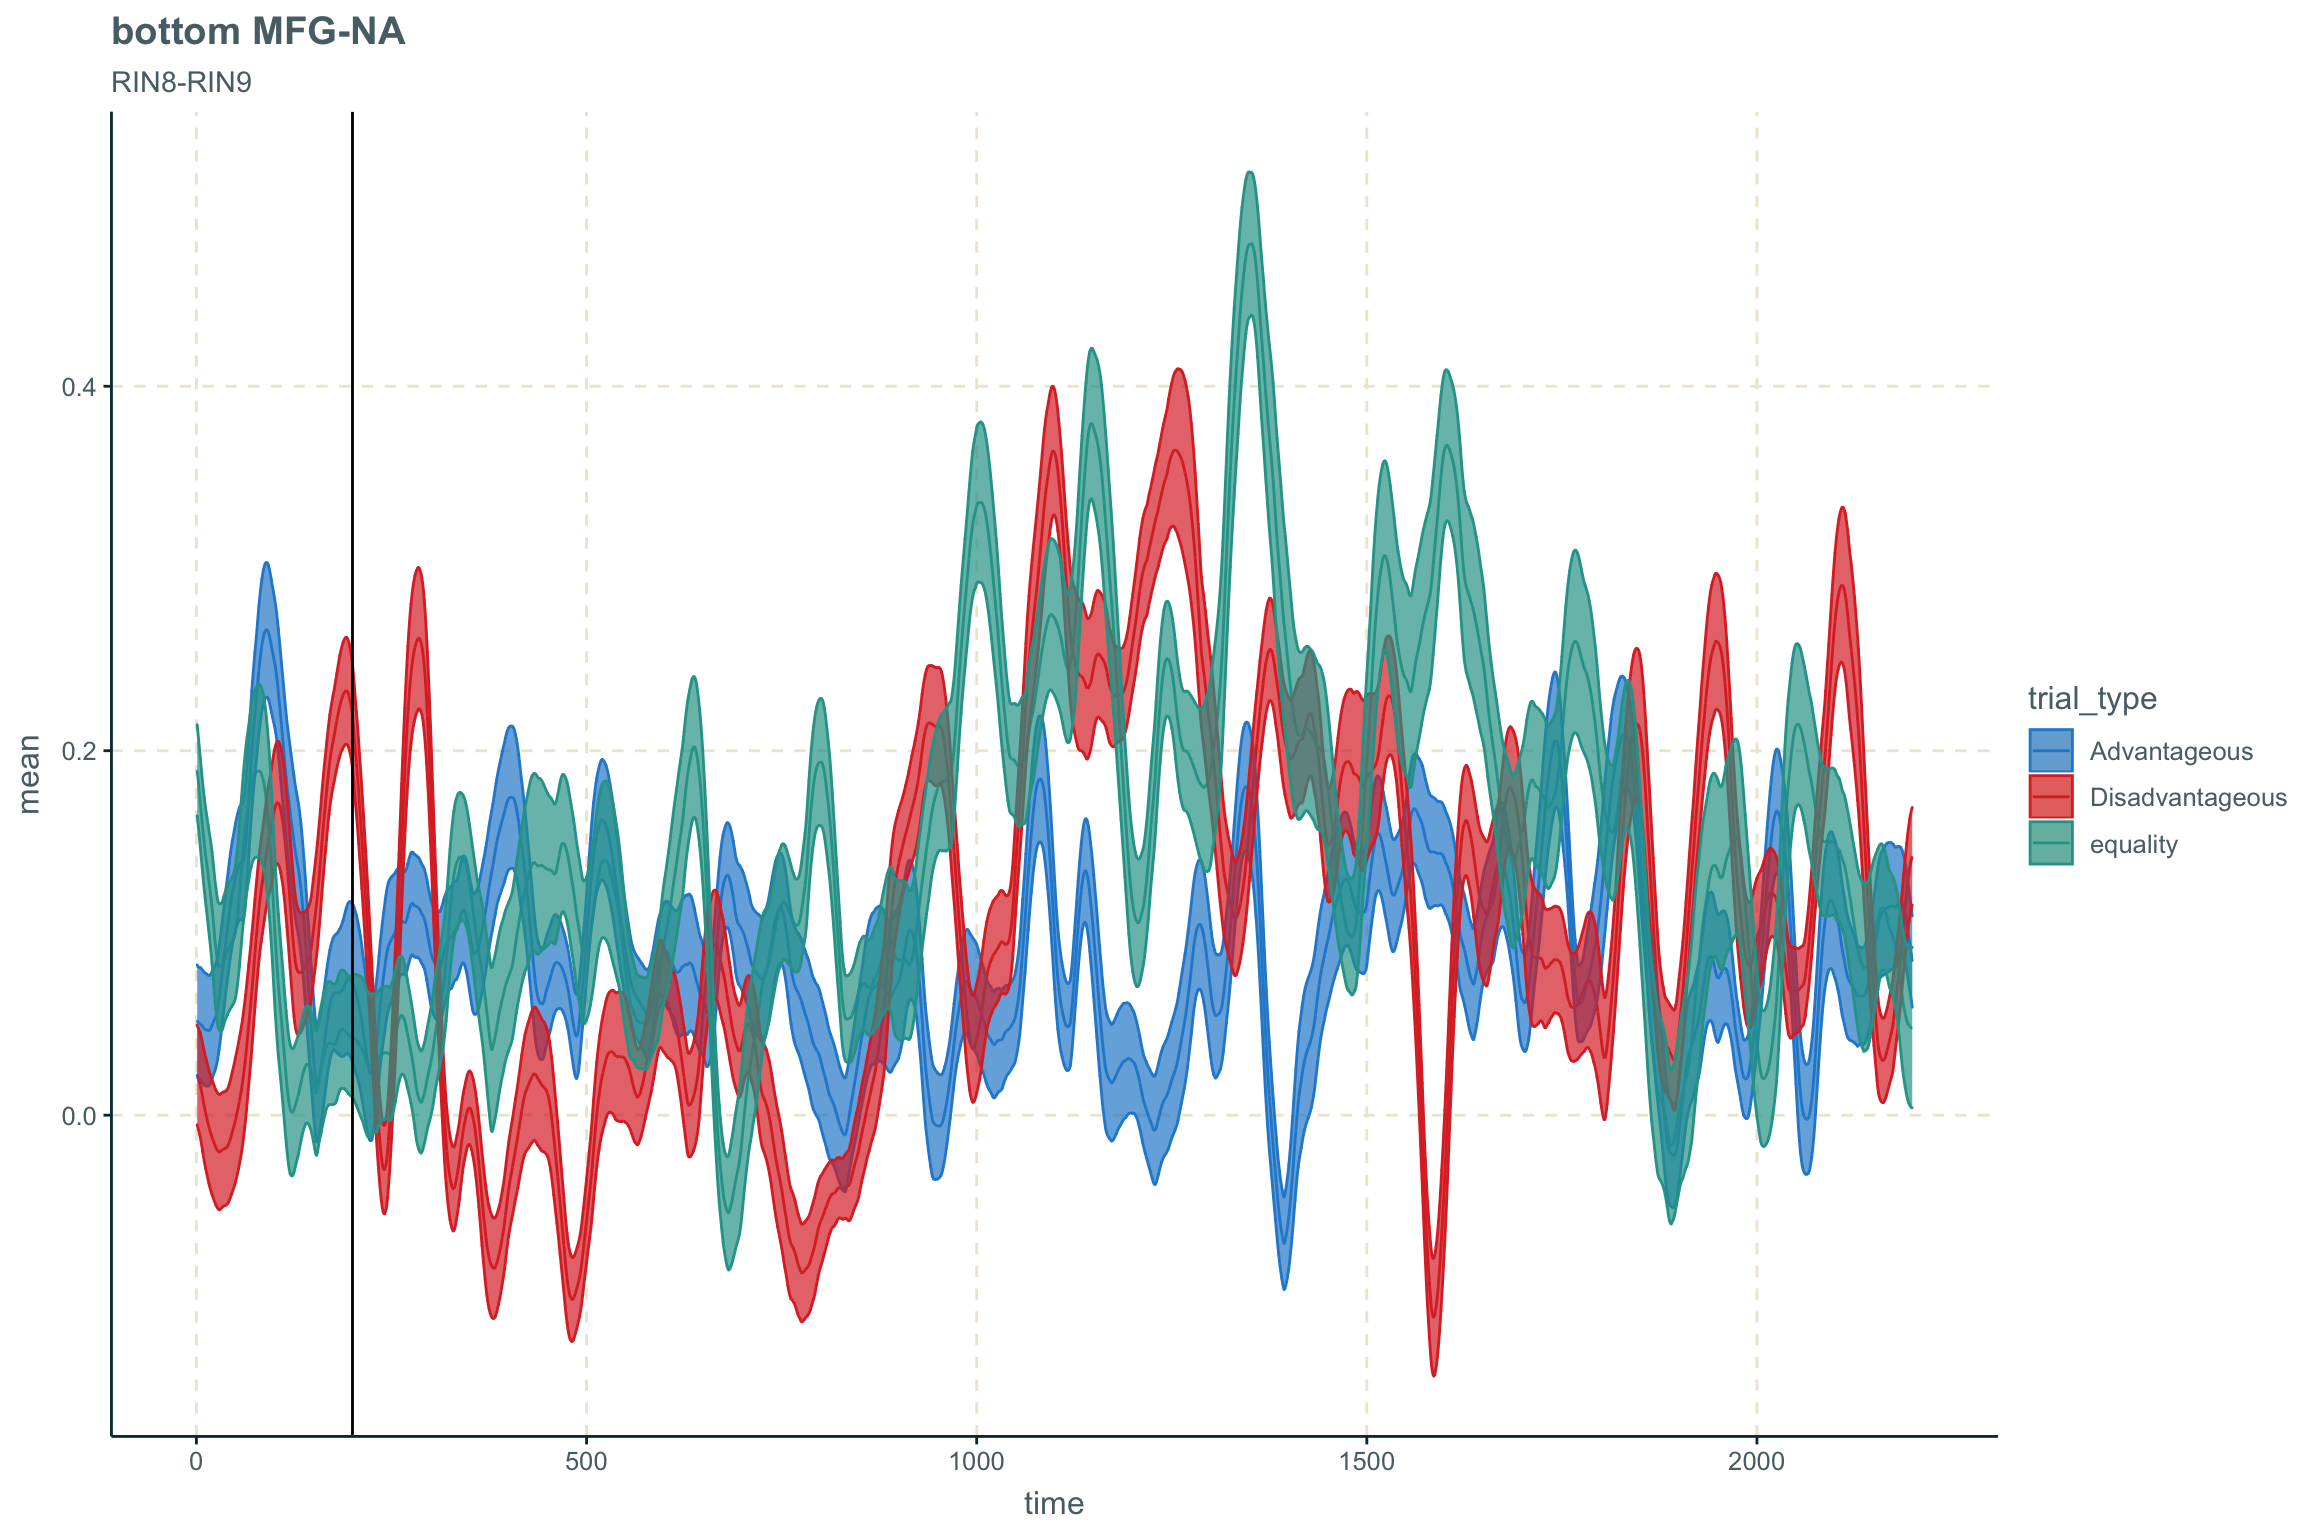 bottom MFG-NA
RIN8-RIN9
mean
0.4
0.2
0.0
0
500
1000
1500
2000
time
trial_type
Advantageous
Disadvantageous
equality